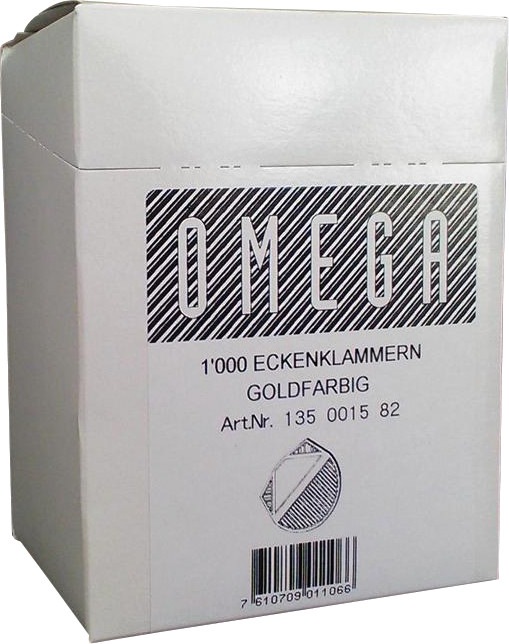 OMEGA
1'000 ECKENKLAMMERN
GOLDFARBIG
Art.Nr. 135 0015 82
7 610709 011066